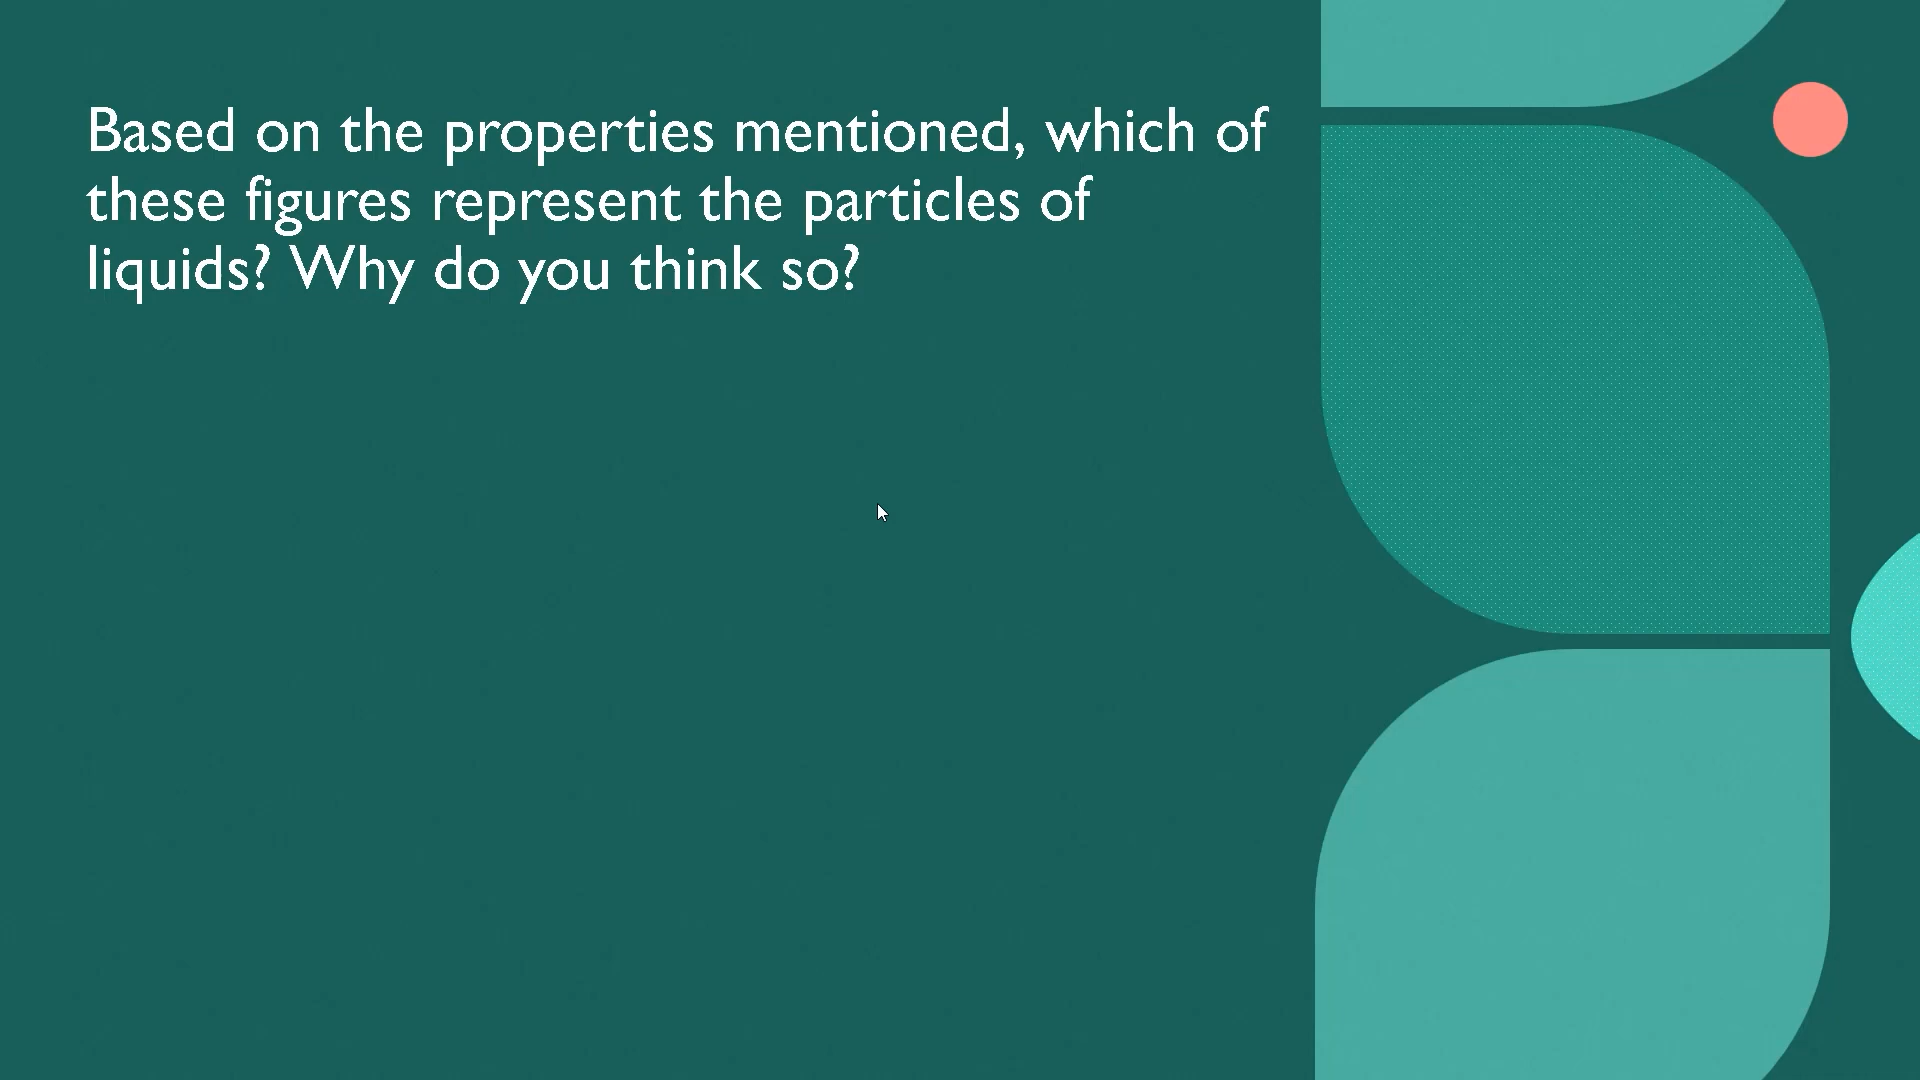 Based on the properties mentioned, which of
these figures represent the particles of
liquids? Why do you think so?